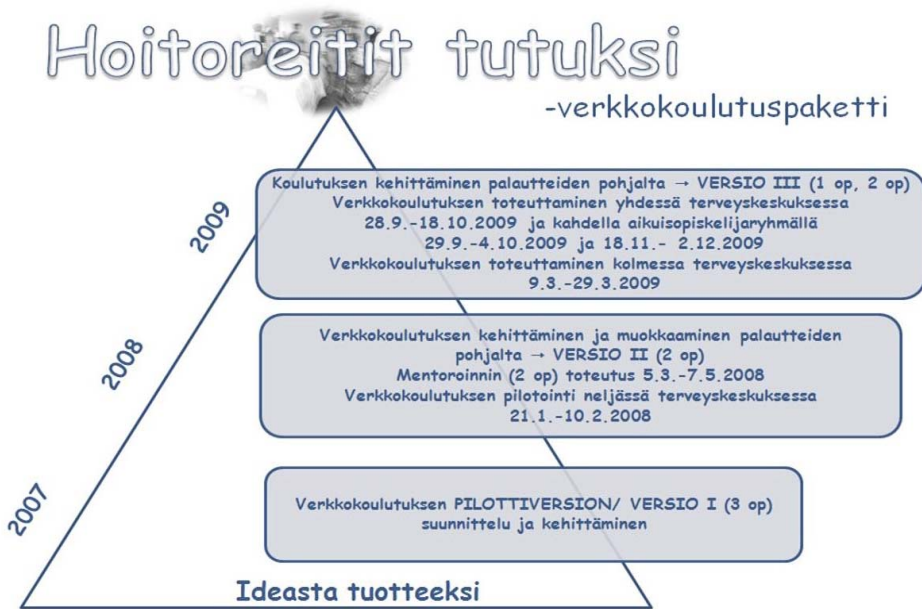 Hoitoreitit tutuksi
-verkkokoulutuspaketti
2009
Koulutuksen kehittäminen palautteiden pohjalta → VERSIO III (1 op, 2 op)
Verkkokoulutuksen toteuttaminen yhdessä terveyskeskuksessa
28.9.-18.10.2009 ja kahdella aikuisopiskelijaryhmällä
29.9.-4.10.2009 ja 18.11.- 2.12.2009
Verkkokoulutuksen toteuttaminen kolmessa terveyskeskuksessa
9.3.-29.3.2009
2008
Verkkokoulutuksen kehittäminen ja muokkaaminen palautteiden
pohjalta → VERSIO II (2 op)
Mentoroinnin (2 op) toteutus 5.3.-7.5.2008
Verkkokoulutuksen pilotointi neljässä terveyskeskuksessa
21.1.-10.2.2008
2007
Verkkokoulutuksen PILOTTIVERSION/ VERSIO I (3 op)
suunnittelu ja kehittäminen
Ideasta tuotteeksi